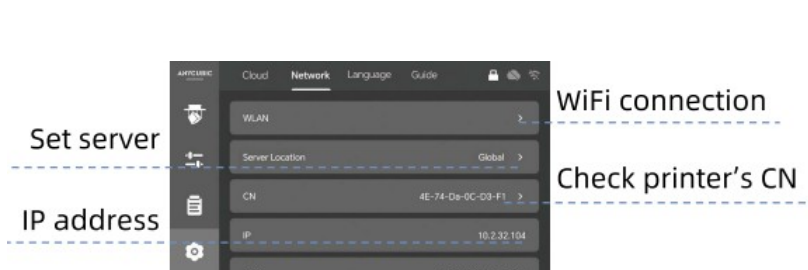 ANYCUBIC
Cloud Network Language Guide
WLAN
WiFi connection
Set server
Server Location Global
Check printer's CN
CN 4E-74-Da-0C-D3-F1
IP address
IP 10.2.32.104